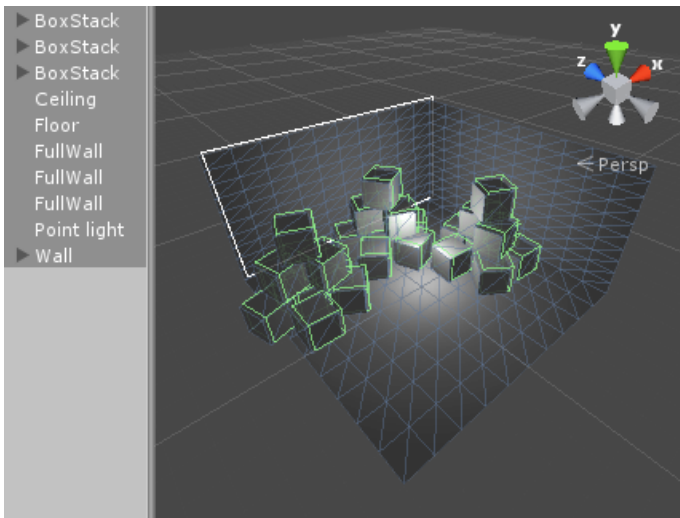 BoxStack
BoxStack
BoxStack
Ceiling
Floor
FullWall
FullWall
FullWall
Point light
Wall
y
z
x
Persp